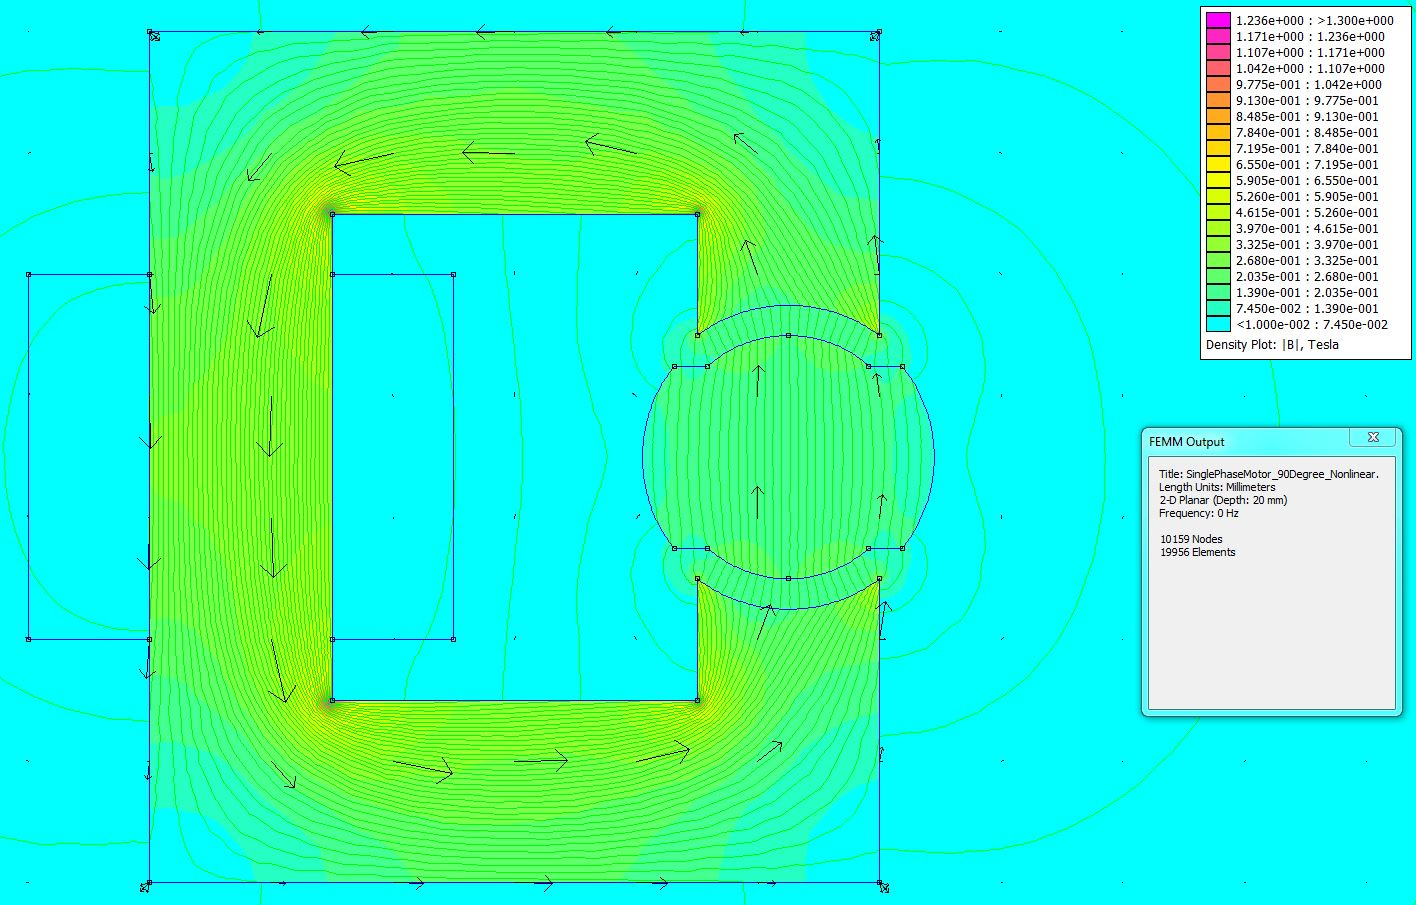 1.236e+000 : >1.300e+000
1.171e+000 : 1.236e+000
1.107e+000 : 1.171e+000
1.042e+000 : 1.107e+000
9.775e-001 : 1.042e+000
9.130e-001 : 9.775e-001
8.485e-001 : 9.130e-001
7.840e-001 : 8.485e-001
7.195e-001 : 7.840e-001
6.550e-001 : 7.195e-001
5.905e-001 : 6.550e-001
5.260e-001 : 5.905e-001
4.615e-001 : 5.260e-001
3.970e-001 : 4.615e-001
3.325e-001 : 3.970e-001
2.680e-001 : 3.325e-001
2.035e-001 : 2.680e-001
1.390e-001 : 2.035e-001
7.450e-002 : 1.390e-001
<1.000e-002 : 7.450e-002
Density Plot: |B|, Tesla
FEMM Output
Title: SinglePhaseMotor_90Degree_Nonlinear.
Length Units: Millimeters
2-D Planar (Depth: 20 mm)
Frequency: 0 Hz
10159 Nodes
19956 Elements